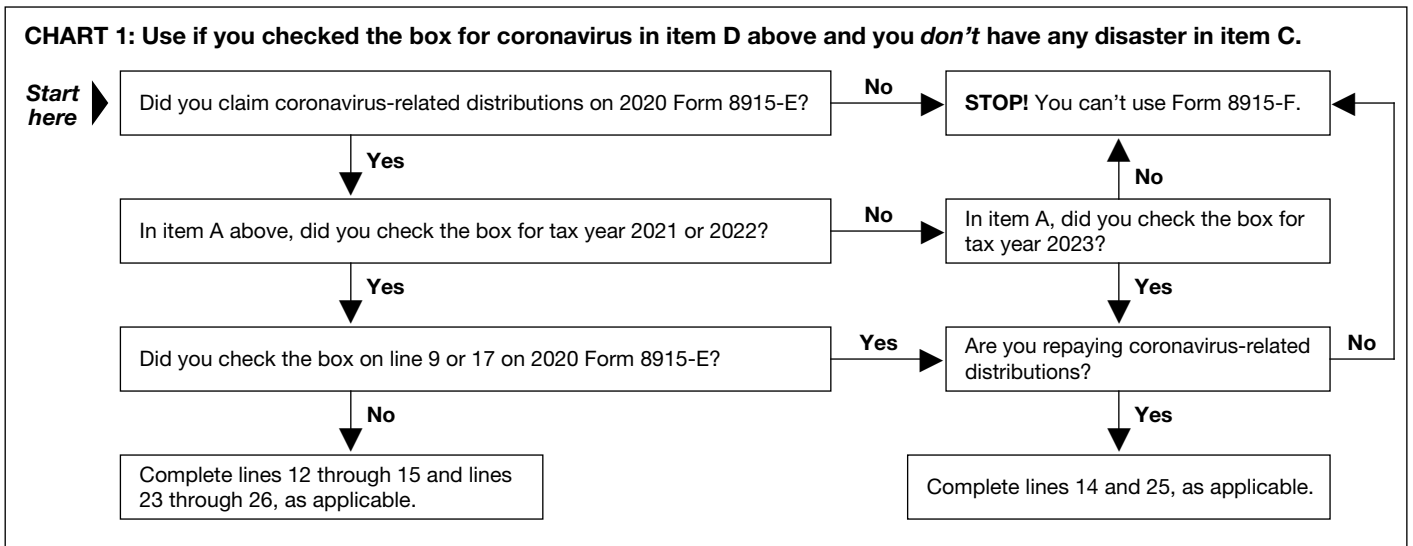 CHART 1: Use if you checked the box for coronavirus in item D above and you don't have any disaster in item C.
Start
here
Did you claim coronavirus-related distributions on 2020 Form 8915-E?
No
STOP! You can't use Form 8915-F.
Yes
No
In item A above, did you check the box for tax year 2021 or 2022?
No
In item A, did you check the box for
tax year 2023?
Yes
Yes
Did you check the box on line 9 or 17 on 2020 Form 8915-E?
Yes
Are you repaying coronavirus-related
distributions?
No
No
Yes
Complete lines 12 through 15 and lines
23 through 26, as applicable.
Complete lines 14 and 25, as applicable.